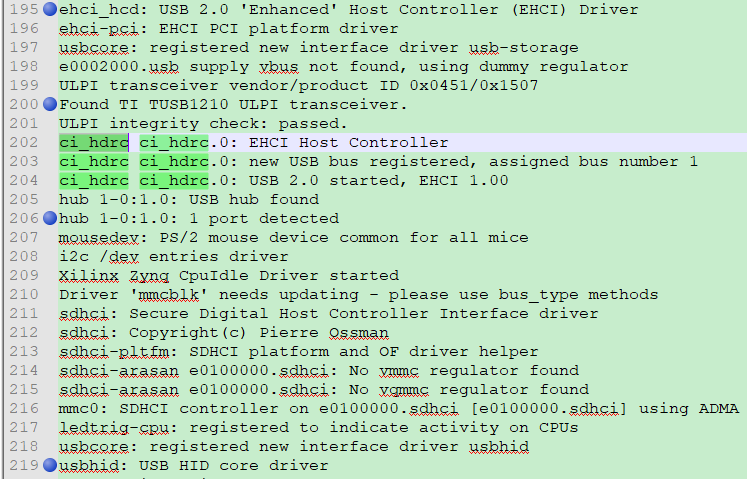 195 ehci_hcd: USB 2.0 'Enhanced' Host Controller (EHCI) Driver
196 ehci-pci: EHCI PCI platform driver
197 usbcore: registered new interface driver usb-storage
198 e0002000.usb supply vbus not found, using dummy regulator
199 ULPI transceiver vendor/product ID 0x0451/0x1507
200 Found TI TUSB1210 ULPI transceiver.
201 ULPI integrity check: passed.
202 ci_hdrc ci_hdrc.0: EHCI Host Controller
203 ci_hdrc ci_hdrc.0: new USB bus registered, assigned bus number 1
204 ci_hdrc ci_hdrc.0: USB 2.0 started, EHCI 1.00
205 hub 1-0:1.0: USB hub found
206 hub 1-0:1.0: 1 port detected
207 mousedev: PS/2 mouse device common for all mice
208 i2c /dev entries driver
209 Xilinx Zynq CpuIdle Driver started
210 Driver 'mmcblk' needs updating - please use bus_type methods
211 sdhci: Secure Digital Host Controller Interface driver
212 sdhci: Copyright(c) Pierre Ossman
213 sdhci-pltfm: SDHCI platform and OF driver helper
214 sdhci-arasan e0100000.sdhci: No vmmc regulator found
215 sdhci-arasan e0100000.sdhci: No vqmmc regulator found
216 mmc0: SDHCI controller on e0100000.sdhci [e0100000.sdhci] using ADMA
217 ledtrig-cpu: registered to indicate activity on CPUs
218 usbcore: registered new interface driver usbhid
219 usbhid: USB HID core driver